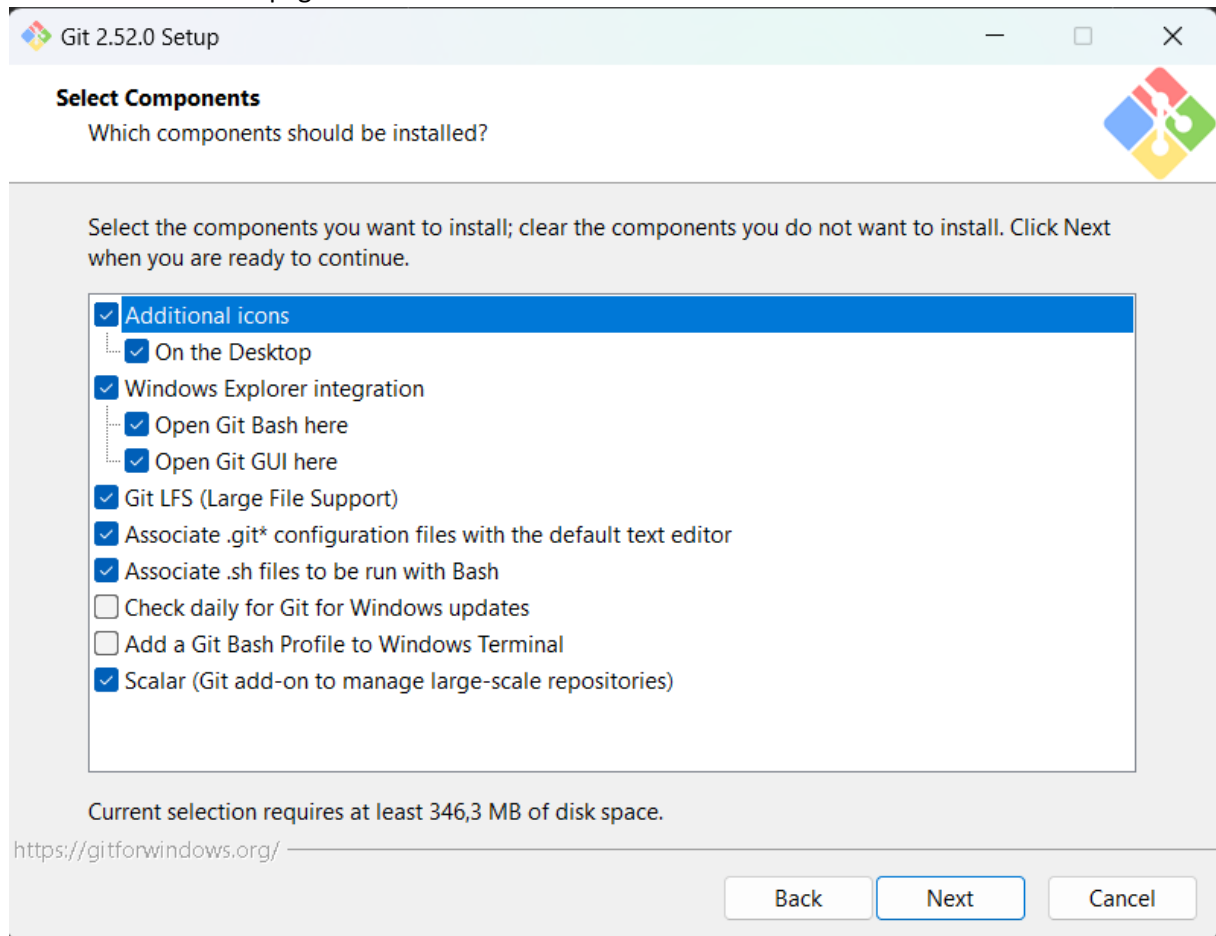 Git 2.52.0 Setup
Select Components
Which components should be installed?
Select the components you want to install; clear the components you do not want to install. Click Next
when you are ready to continue.
Additional icons
On the Desktop
Windows Explorer integration
Open Git Bash here
Open Git GUI here
Git LFS (Large File Support)
Associate .git* configuration files with the default text editor
Associate .sh files to be run with Bash
Check daily for Git for Windows updates
Add a Git Bash Profile to Windows Terminal
Scalar (Git add-on to manage large-scale repositories)
Current selection requires at least 346,3 MB of disk space.
https://gitforwindows.org/
Back Next Cancel